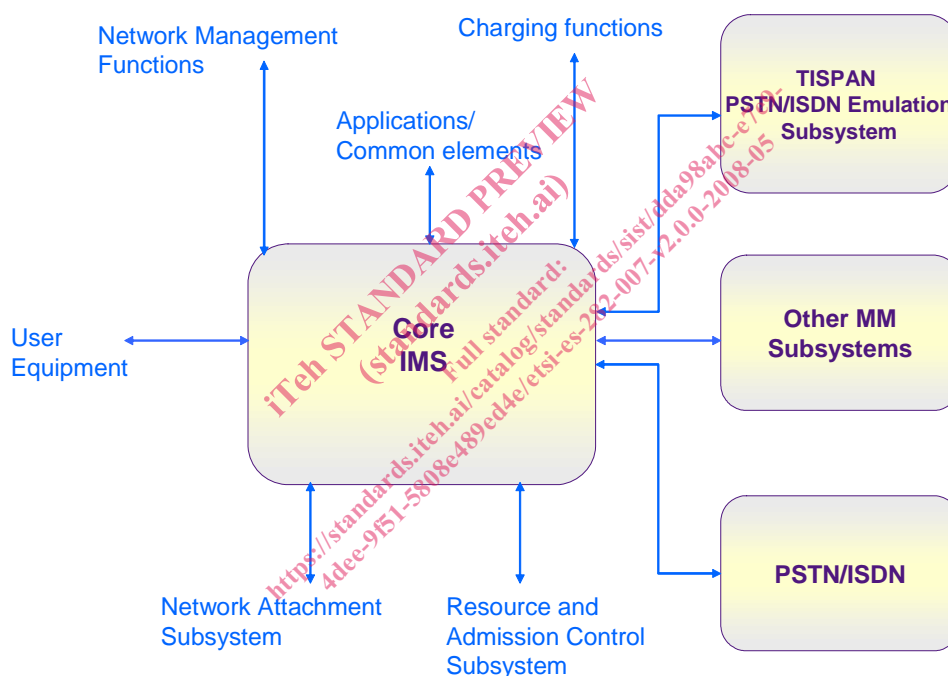 Network Management
Functions
Charging functions
TISPAN
PSTN/ISDN Emulation
Subsystem
Applications/
Common elements
User
Equipment
Core
IMS
Other MM
Subsystems
PSTN/ISDN
Network Attachment
Subsystem
Resource and
Admission Control
Subsystem
iTeh STANDARD PREVIEW
(standards.iteh.ai)
Full standard:
https://standards.iteh.ai/catalog/standards/sist/dda98abc-e7e9-
4dee-9f51-5808e489ed4e/etsi-es-282-007-v2.0.0-2008-05